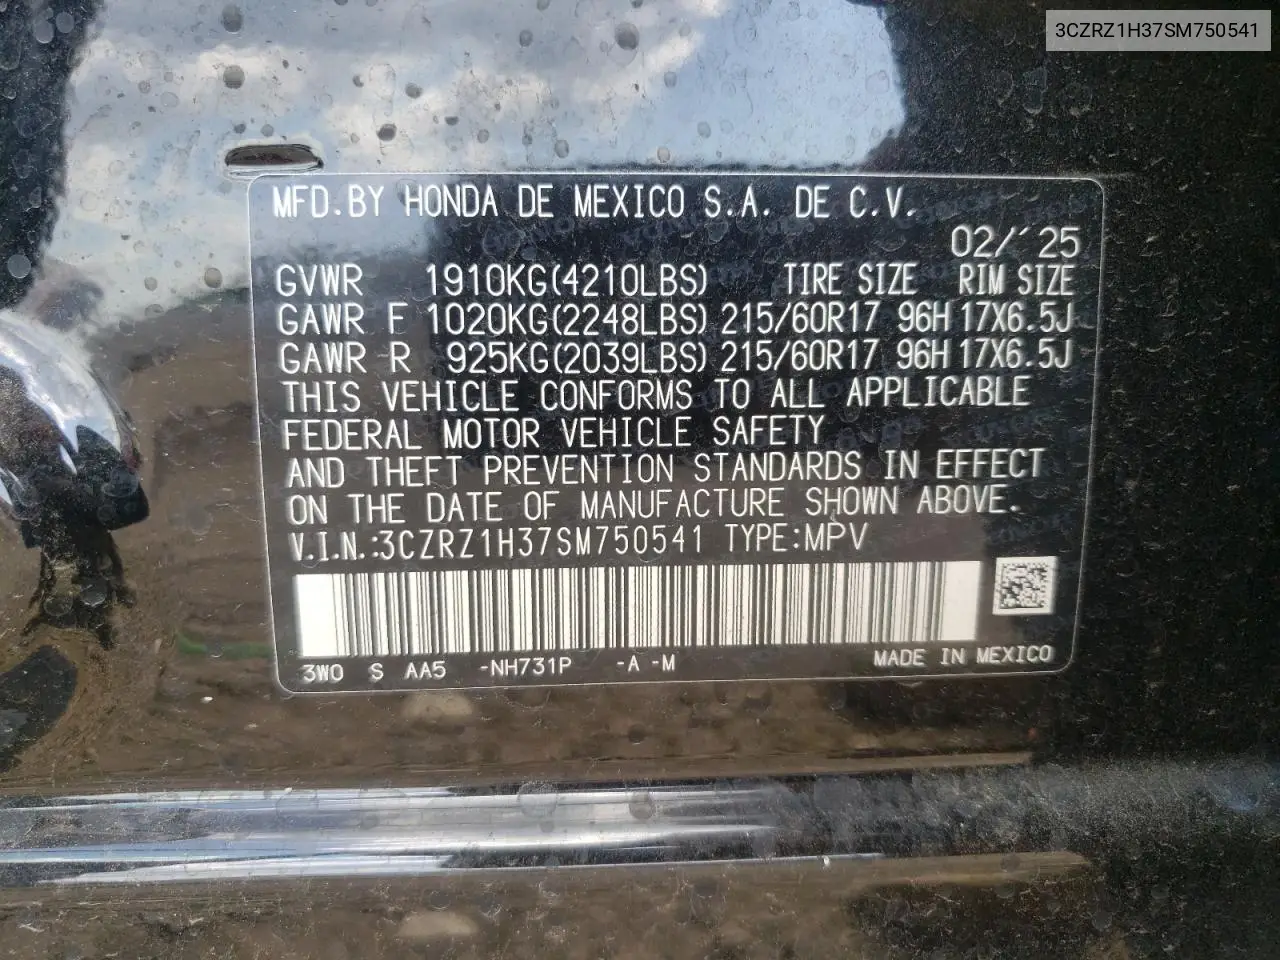 3CZRZ1H37SM750541
MFD.BY HONDA DE MEXICO S.A. DE C.V.
02/'25
GVWR 1910KG(4210LBS) TIRE SIZE RIM SIZE
GAWR F 1020KG(2248LBS) 215/60R17 96H 17X6.5J
GAWR R 925KG(2039LBS) 215/60R17 96H 17X6.5J
THIS VEHICLE CONFORMS TO ALL APPLICABLE
FEDERAL MOTOR VEHICLE SAFETY
AND THEFT PREVENTION STANDARDS IN EFFECT
ON THE DATE OF MANUFACTURE SHOWN ABOVE.
V.I.N.:3CZRZ1H37SM750541 TYPE:MPV
3W0 S AA5 -NH731P -A -M MADE IN MEXICO